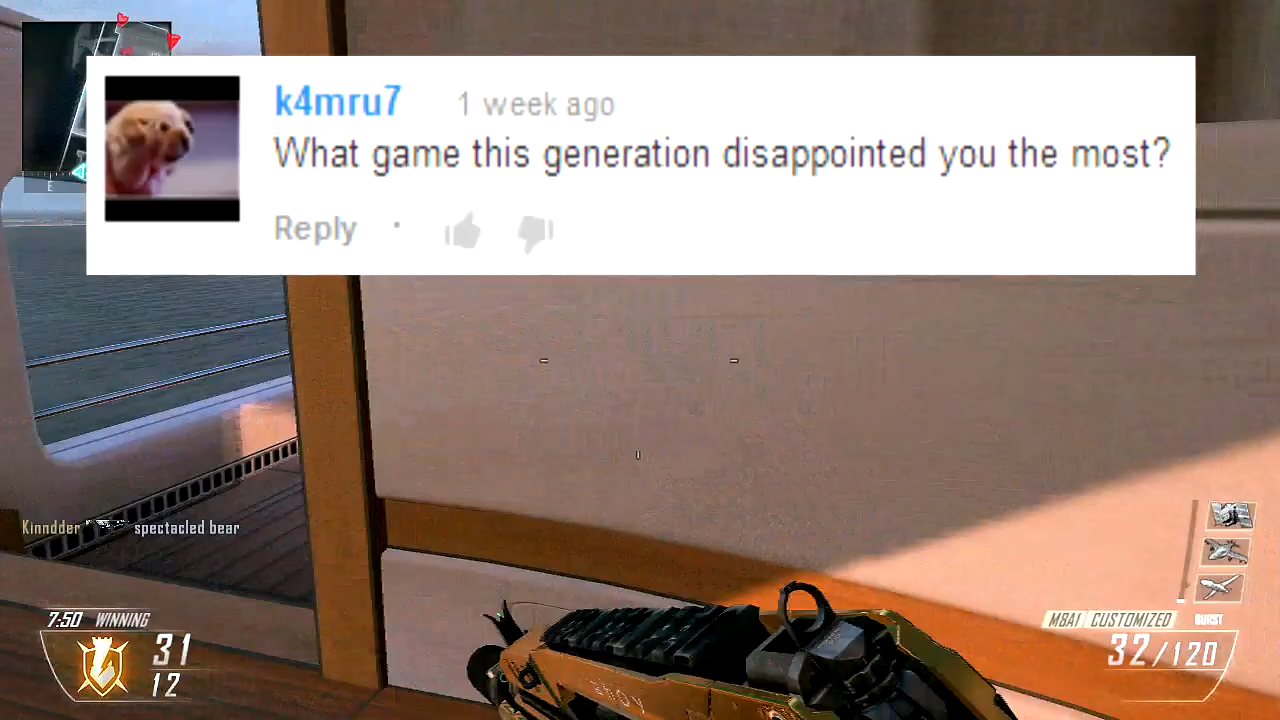 k4mru7 1 week ago
What game this generation disappointed you the most?
Reply ·
E
Kinndder spectacled bear
7:50 WINNING
31
12
M8A1 CUSTOMIZED BURST
32/120